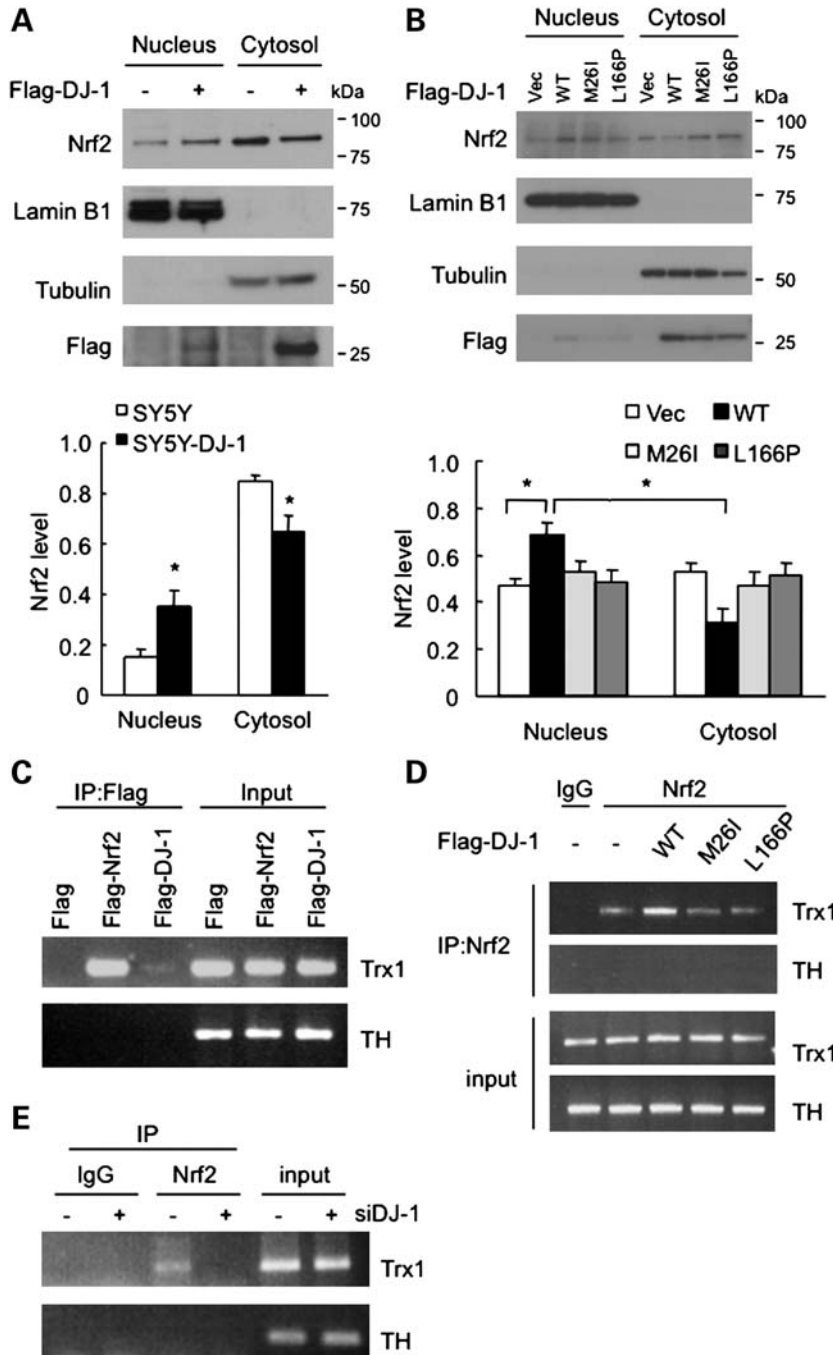 A
Nucleus Cytosol
Flag-DJ-1 - + - + kDa
Nrf2 - 100
- 75
Lamin B1 - 75
Tubulin - 50
Flag - 25
SY5Y
SY5Y-DJ-1
Nrf2 level
1.0
0.8
0.6
0.4
0.2
0
*
*
Nucleus Cytosol
B
Nucleus Cytosol
Flag-DJ-1 Vec WT M26I L166P Vec WT M26I L166P kDa
Nrf2 - 100
- 75
Lamin B1 - 75
Tubulin - 50
Flag - 25
Vec WT
M26I L166P
Nrf2 level
1.0
0.8
0.6
0.4
0.2
0
* *
Nucleus Cytosol
C
IP:Flag Input
Flag Flag-Nrf2 Flag-DJ-1 Flag Flag-Nrf2 Flag-DJ-1
Trx1
TH
D
IgG Nrf2
Flag-DJ-1 - - WT M26I L166P
IP:Nrf2
Trx1
TH
input
Trx1
TH
E
IP
IgG Nrf2 input
- + - + - + siDJ-1
Trx1
TH